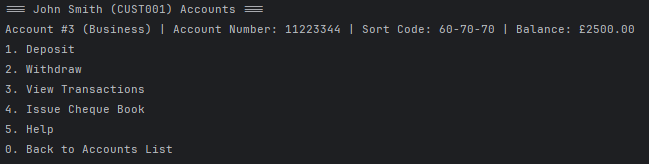 === John Smith (CUST001) Accounts ===
Account #3 (Business) | Account Number: 11223344 | Sort Code: 60-70-70 | Balance: £2500.00
1. Deposit
2. Withdraw
3. View Transactions
4. Issue Cheque Book
5. Help
0. Back to Accounts List